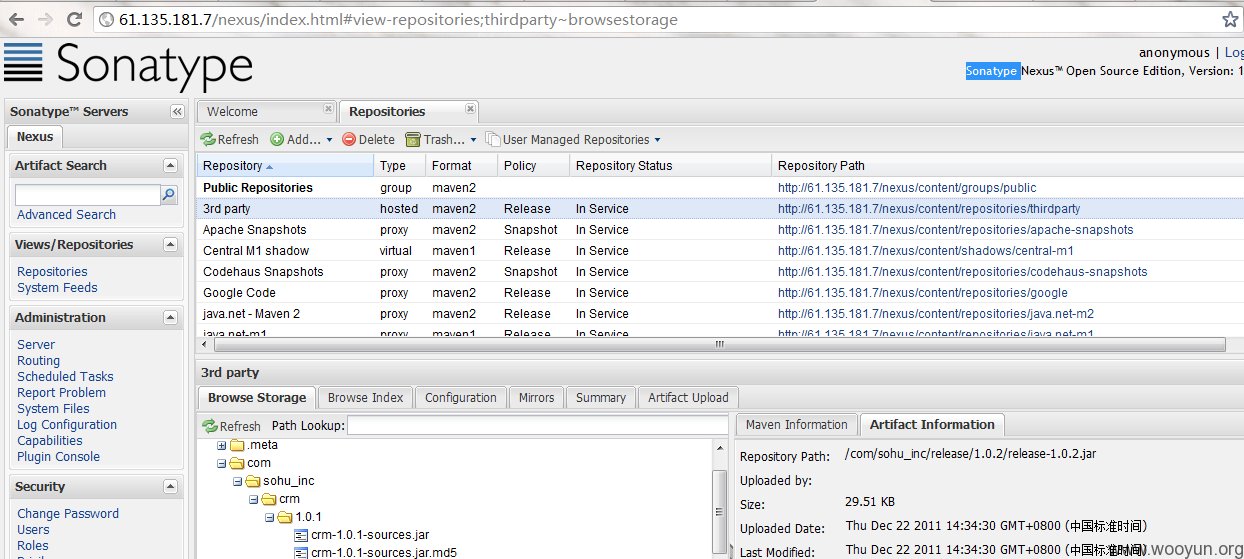 61.135.181.7/nexus/index.html#view-repositories;thirdparty~browsestorage
Sonatype
anonymous | Log
Sonatype Nexus™ Open Source Edition, Version: 1
Sonatype™ Servers
Welcome
Repositories
Nexus
Refresh Add... Delete Trash... User Managed Repositories
Artifact Search
Advanced Search
Views/Repositories
Repositories
System Feeds
Administration
Server
Routing
Scheduled Tasks
Report Problem
System Files
Log Configuration
Capabilities
Plugin Console
Security
Change Password
Users
Roles
Repository Type Format Policy Repository Status Repository Path
Public Repositories group maven2 http://61.135.181.7/nexus/content/groups/public
3rd party hosted maven2 Release In Service http://61.135.181.7/nexus/content/repositories/thirdparty
Apache Snapshots proxy maven2 Snapshot In Service http://61.135.181.7/nexus/content/repositories/apache-snapshots
Central M1 shadow virtual maven1 Release In Service http://61.135.181.7/nexus/content/shadows/central-m1
Codehaus Snapshots proxy maven2 Snapshot In Service http://61.135.181.7/nexus/content/repositories/codehaus-snapshots
Google Code proxy maven2 Release In Service http://61.135.181.7/nexus/content/repositories/google
java.net - Maven 2 proxy maven2 Release In Service http://61.135.181.7/nexus/content/repositories/java.net-m2
java.net-m1 proxy maven1 Release In Service http://61.135.181.7/nexus/content/repositories/java.net-m1
3rd party
Browse Storage Browse Index Configuration Mirrors Summary Artifact Upload
Refresh Path Lookup:
.meta
com
sohu_inc
crm
1.0.1
crm-1.0.1-sources.jar
crm-1.0.1-sources.jar.md5
Maven Information Artifact Information
Repository Path: /com/sohu_inc/release/1.0.2/release-1.0.2.jar
Uploaded by:
Size: 29.51 KB
Uploaded Date: Thu Dec 22 2011 14:34:30 GMT+0800 (中国标准时间)
Last Modified: Thu Dec 22 2011 14:34:30 GMT+0800 (中国标准时间)
www.wooyun.org